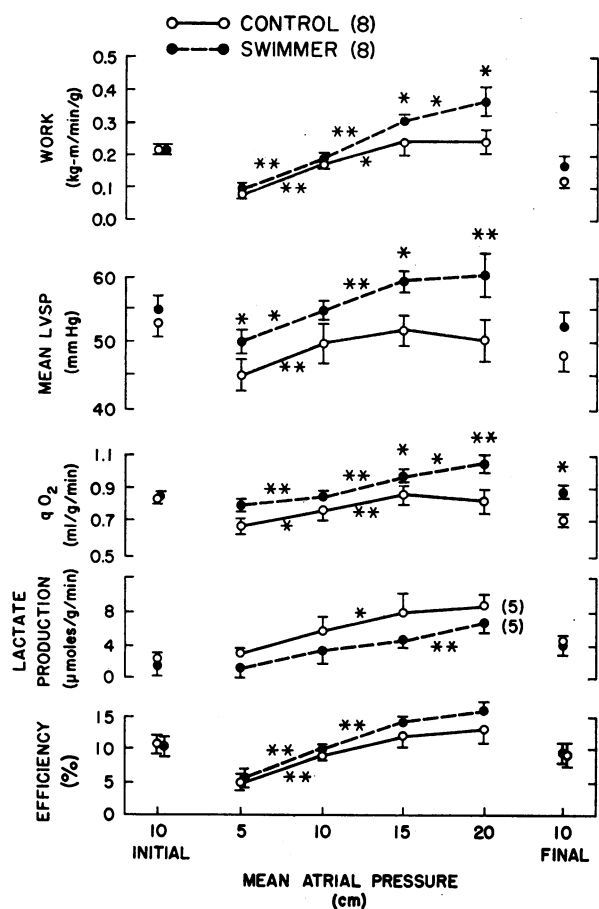 CONTROL (8)
SWIMMER (8)
WORK
(kg-m/min/g)
0.5
0.4
0.3
0.2
0.1
0.0
** ** ** * * * *
MEAN LVSP
(mm Hg)
60
50
40
* * ** ** * **
q O2
(ml/g/min)
1.1
0.9
0.7
0.5
** * ** ** * * ** *
LACTATE
PRODUCTION
(μmoles/g/min)
8
4
0
* **
(5)
(5)
EFFICIENCY
(%)
15
10
5
0
** ** **
10 5 10 15 20 10
INITIAL FINAL
MEAN ATRIAL PRESSURE
(cm)